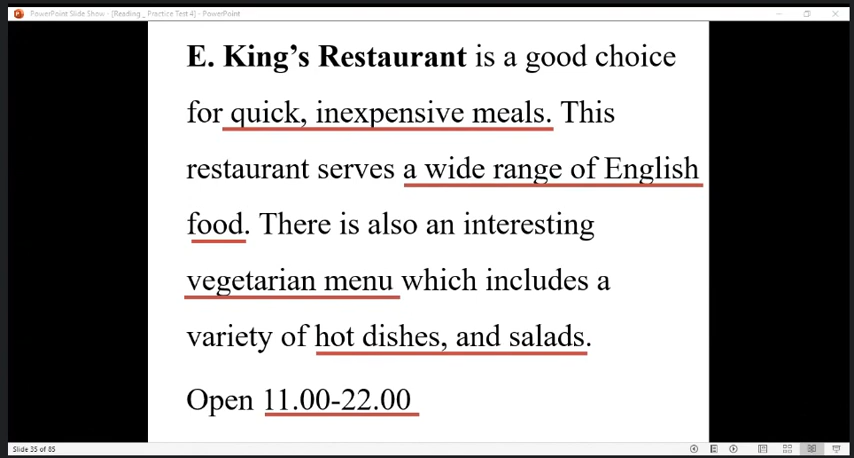 PowerPoint Slide Show - [Reading _ Practice Test 4] - PowerPoint
E. King's Restaurant is a good choice
for quick, inexpensive meals. This
restaurant serves a wide range of English
food. There is also an interesting
vegetarian menu which includes a
variety of hot dishes, and salads.
Open 11.00-22.00
Slide 35 of 85